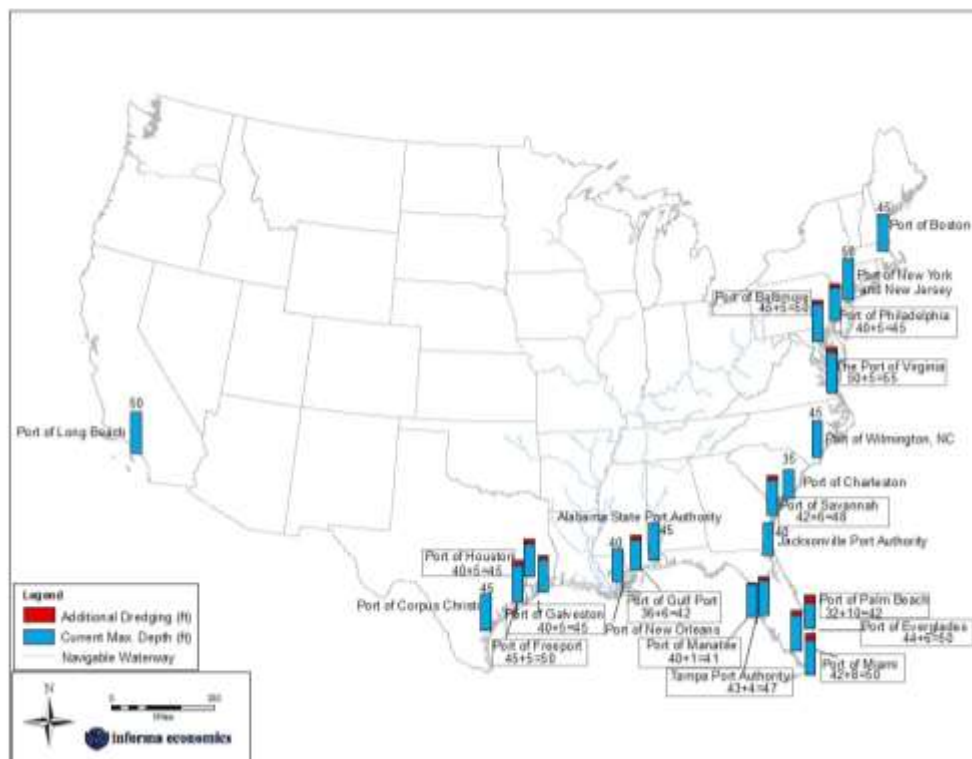 45
Port of Boston
50
Port of New York
and New Jersey
Port of Baltimore
45+5=50
Port of Philadelphia
40+5=45
The Port of Virginia
50+5=55
50
Port of Long Beach
45
Port of Wilmington, NC
35
Port of Charleston
Port of Savannah
42+6=48
40
Jacksonville Port Authority
Alabama State Port Authority
45
40
Port of Houston
40+5=45
45
Port of Corpus Christi
Port of Galveston
40+5=45
Port of Freeport
45+5=50
Port of Gulf Port
36+6=42
Port of New Orleans
Port of Manatee
40+1=41
Tampa Port Authority
43+4=47
Port of Palm Beach
32+10=42
Port of Everglades
44+6=50
Port of Miami
42+8=50
Legend
Additional Dredging (ft)
Current Max. Depth (ft)
Navigable Waterway
N
0
Miles
informa economics